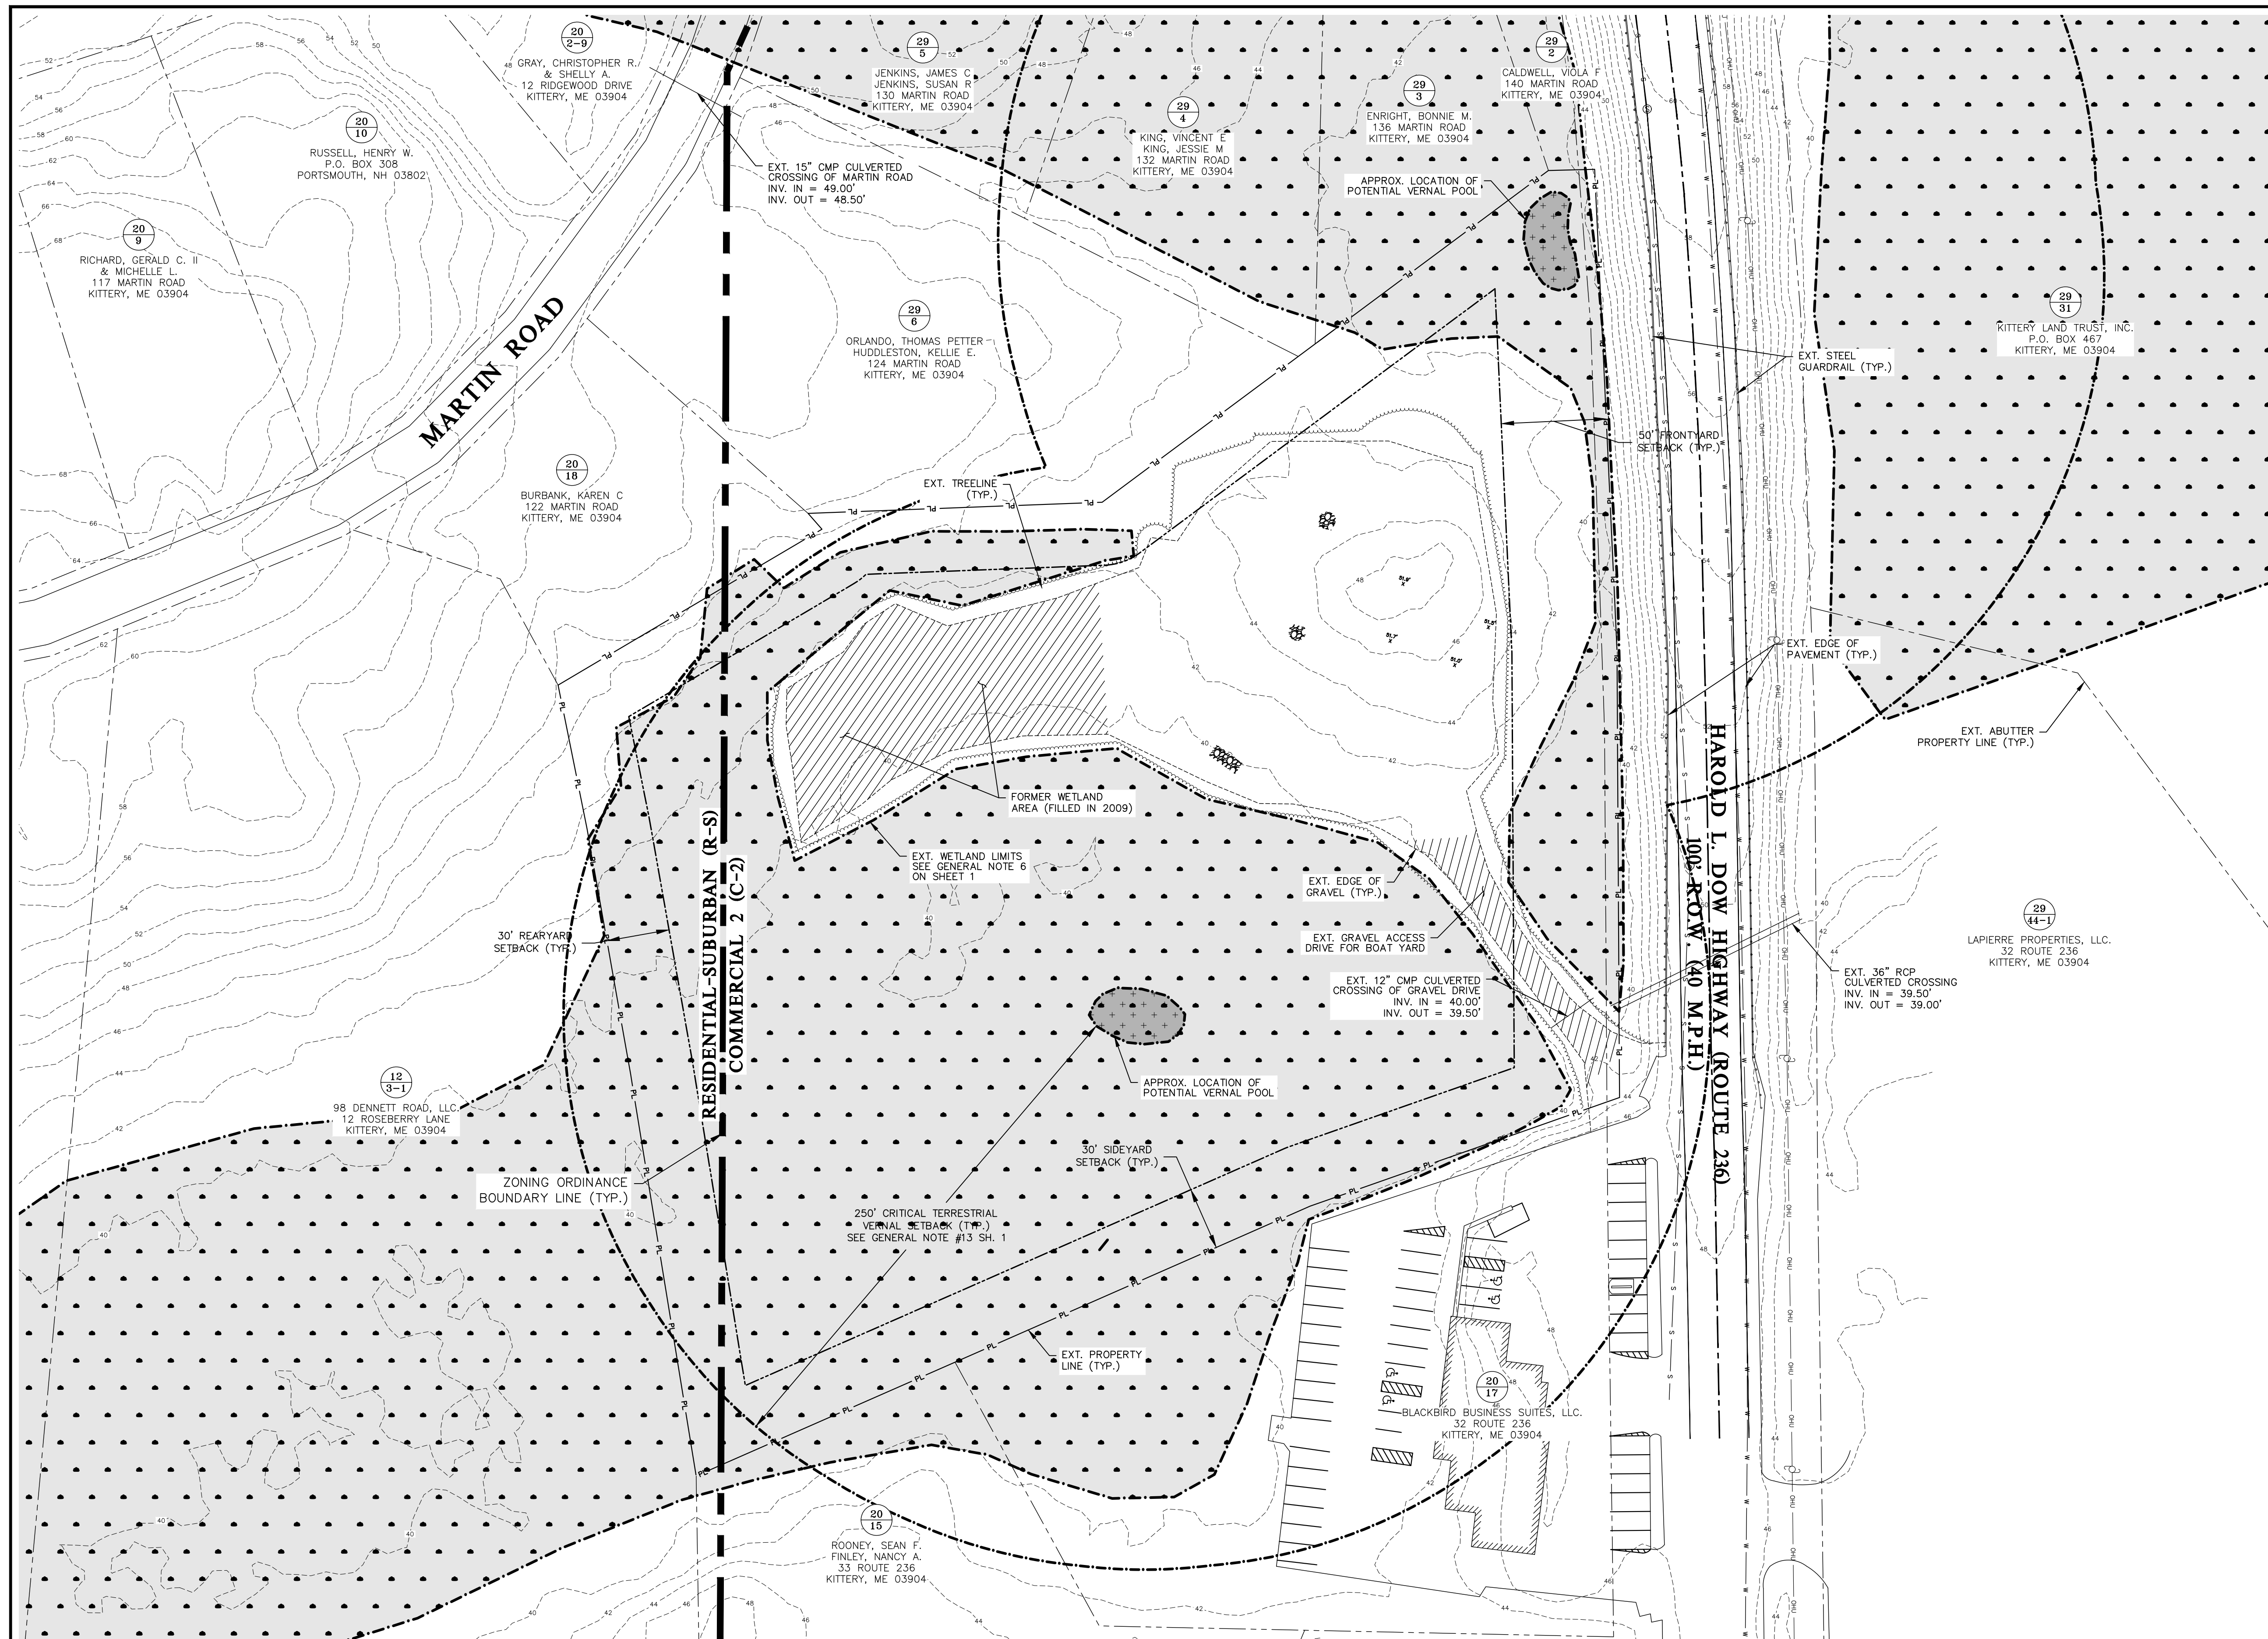 20
2-9
GRAY, CHRISTOPHER R.
& SHELLY A.
12 RIDGEWOOD DRIVE
KITTERY, ME 03904
29
5
JENKINS, JAMES C
JENKINS, SUSAN R
130 MARTIN ROAD
KITTERY, ME 03904
29
4
KING, VINCENT E
KING, JESSIE M
132 MARTIN ROAD
KITTERY, ME 03904
29
3
ENRIGHT, BONNIE M.
136 MARTIN ROAD
KITTERY, ME 03904
29
2
CALDWELL, VIOLA F
140 MARTIN ROAD
KITTERY, ME 03904
20
10
RUSSELL, HENRY W.
P.O. BOX 308
PORTSMOUTH, NH 03802
20
9
RICHARD, GERALD C. II
& MICHELLE L.
117 MARTIN ROAD
KITTERY, ME 03904
EXT. 15" CMP CULVERTED
CROSSING OF MARTIN ROAD
INV. IN = 49.00'
INV. OUT = 48.50'
APPROX. LOCATION OF
POTENTIAL VERNAL POOL
29
31
KITTERY LAND TRUST, INC.
P.O. BOX 467
KITTERY, ME 03904
29
6
ORLANDO, THOMAS PETTER
HUDDLESTON, KELLIE E.
124 MARTIN ROAD
KITTERY, ME 03904
EXT. STEEL
GUARDRAIL (TYP.)
MARTIN ROAD
50' FRONTYARD
SETBACK (TYP.)
20
18
BURBANK, KAREN C
122 MARTIN ROAD
KITTERY, ME 03904
EXT. TREELINE
(TYP.)
EXT. EDGE OF
PAVEMENT (TYP.)
EXT. ABUTTER
PROPERTY LINE (TYP.)
FORMER WETLAND
AREA (FILLED IN 2009)
EXT. WETLAND LIMITS
SEE GENERAL NOTE 6
ON SHEET 1
EXT. EDGE OF
GRAVEL (TYP.)
30' REARYARD
SETBACK (TYP.)
RESIDENTIAL-SUBURBAN (R-S)
COMMERCIAL 2 (C-2)
EXT. GRAVEL ACCESS
DRIVE FOR BOAT YARD
EXT. 12" CMP CULVERTED
CROSSING OF GRAVEL DRIVE
INV. IN = 40.00'
INV. OUT = 39.50'
HAROLD L. DOW HIGHWAY (ROUTE 236)
100' R.O.W. (40 M.P.H.)
29
44-1
LAPIERRE PROPERTIES, LLC.
32 ROUTE 236
KITTERY, ME 03904
EXT. 36" RCP
CULVERTED CROSSING
INV. IN = 39.50'
INV. OUT = 39.00'
12
3-1
98 DENNETT ROAD, LLC.
12 ROSEBERRY LANE
KITTERY, ME 03904
APPROX. LOCATION OF
POTENTIAL VERNAL POOL
ZONING ORDINANCE
BOUNDARY LINE (TYP.)
30' SIDEYARD
SETBACK (TYP.)
250' CRITICAL TERRESTRIAL
VERNAL SETBACK (TYP.)
SEE GENERAL NOTE #13 SH. 1
EXT. PROPERTY
LINE (TYP.)
20
17
BLACKBIRD BUSINESS SUITES, LLC.
32 ROUTE 236
KITTERY, ME 03904
20
15
ROONEY, SEAN F.
FINLEY, NANCY A.
33 ROUTE 236
KITTERY, ME 03904